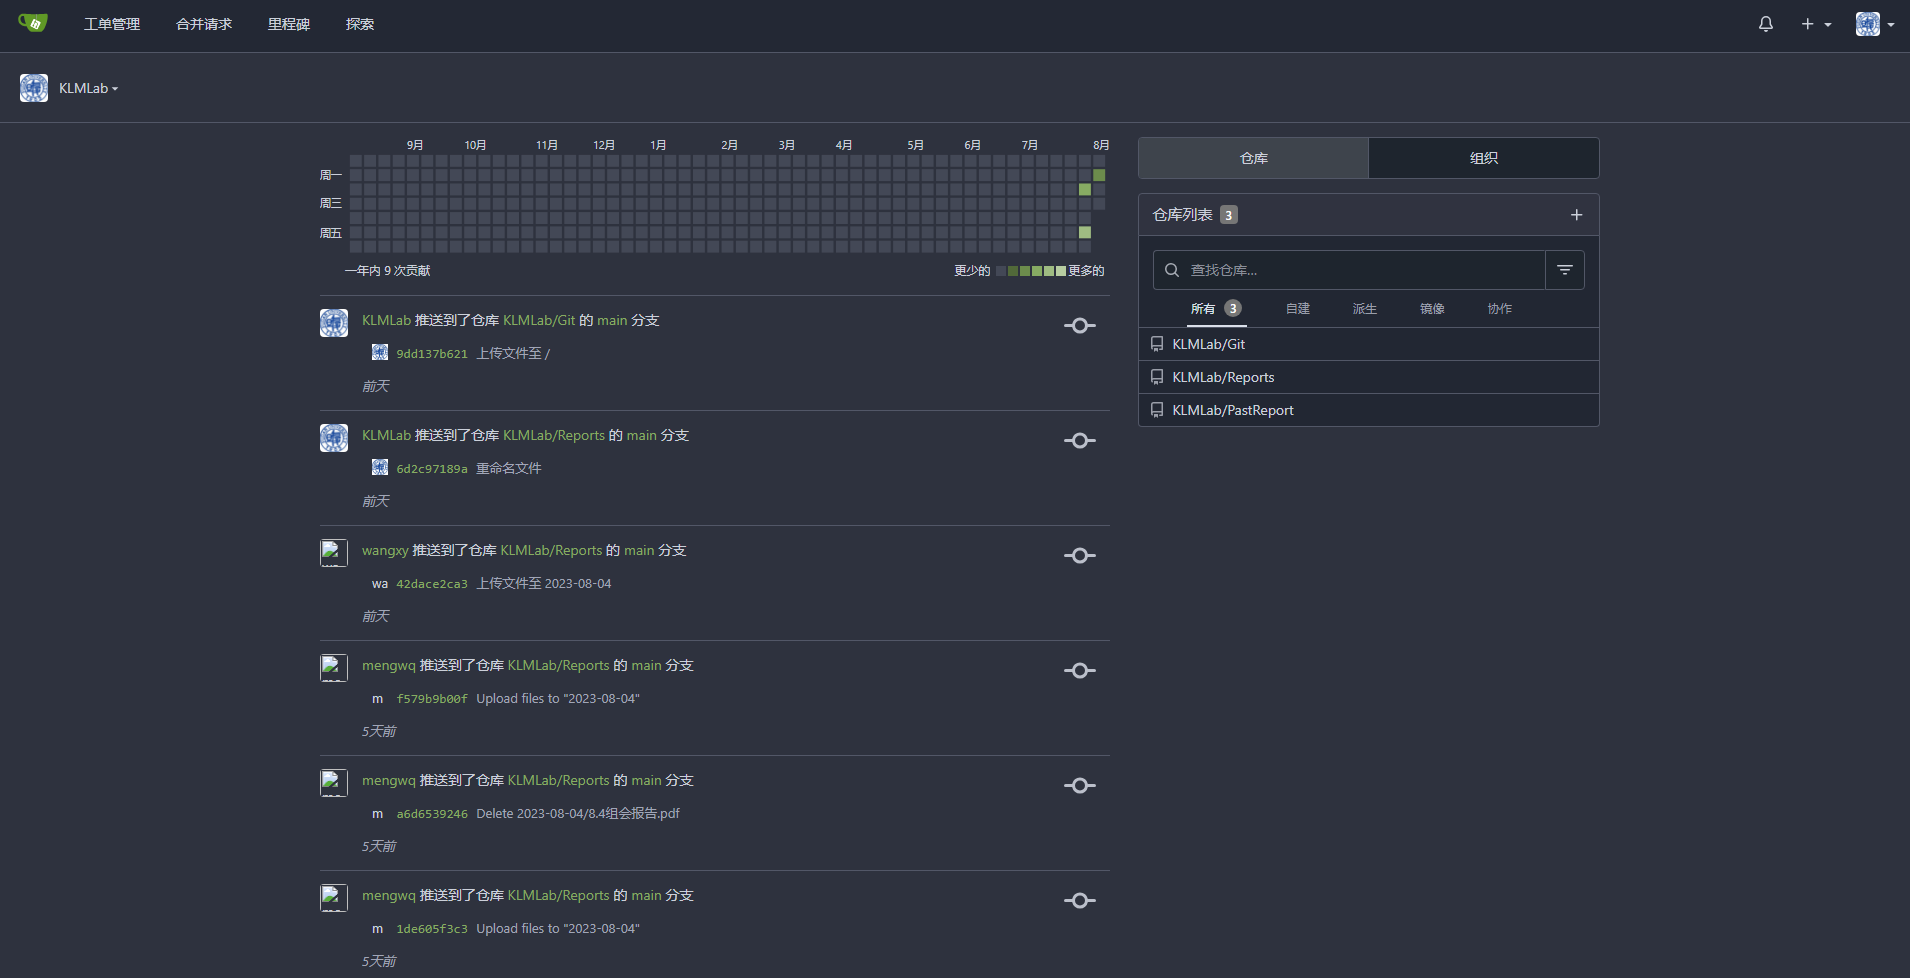 工单管理 合并请求 里程碑 探索
KLMLab
9月 10月 11月 12月 1月 2月 3月 4月 5月 6月 7月 8月
周一
周三
周五
一年内 9 次贡献 更少的 更多的
KLMLab 推送到了仓库 KLMLab/Git 的 main 分支
9dd137b621 上传文件至 /
前天
KLMLab 推送到了仓库 KLMLab/Reports 的 main 分支
6d2c97189a 重命名文件
前天
wangxy 推送到了仓库 KLMLab/Reports 的 main 分支
wa 42dace2ca3 上传文件至 2023-08-04
前天
mengwq 推送到了仓库 KLMLab/Reports 的 main 分支
m f579b9b00f Upload files to "2023-08-04"
5天前
mengwq 推送到了仓库 KLMLab/Reports 的 main 分支
m a6d6539246 Delete 2023-08-04/8.4组会报告.pdf
5天前
mengwq 推送到了仓库 KLMLab/Reports 的 main 分支
m 1de605f3c3 Upload files to "2023-08-04"
5天前
仓库 组织
仓库列表 3
查找仓库...
所有 3 自建 派生 镜像 协作
KLMLab/Git
KLMLab/Reports
KLMLab/PastReport